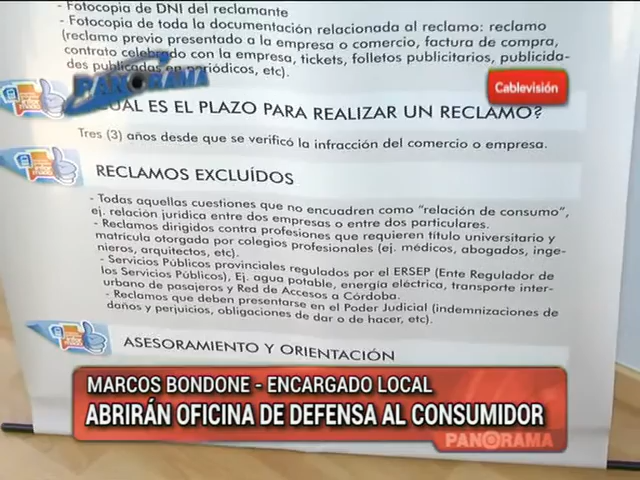 - Fotocopia de DNI del reclamante
- Fotocopia de toda la documentación relacionada al reclamo: reclamo
(reclamo previo presentado a la empresa o comercio, factura de compra,
contrato celebrado con la empresa, tickets, folletos publicitarios, publicida-
des publicadas en periódicos, etc).
PANORAMA
Cablevisión
CUAL ES EL PLAZO PARA REALIZAR UN RECLAMO?
Tres (3) años desde que se verificó la infracción del comercio o empresa.
RECLAMOS EXCLUÍDOS
- Todas aquellas cuestiones que no encuadren como "relación de consumo",
ej. relación jurídica entre dos empresas o entre dos particulares.
- Reclamos dirigidos contra profesiones que requieren título universitario y
matrícula otorgada por colegios profesionales (ej. médicos, abogados, inge-
nieros, arquitectos, etc).
- Servicios Públicos provinciales regulados por el ERSEP (Ente Regulador de
los Servicios Públicos), Ej. agua potable, energía eléctrica, transporte inter-
urbano de pasajeros y Red de Accesos a Córdoba.
- Reclamos que deben presentarse en el Poder Judicial (indemnizaciones de
daños y perjuicios, obligaciones de dar o de hacer, etc).
ASESORAMIENTO Y ORIENTACIÓN
MARCOS BONDONE - ENCARGADO LOCAL
ABRIRÁN OFICINA DE DEFENSA AL CONSUMIDOR
PANORAMA